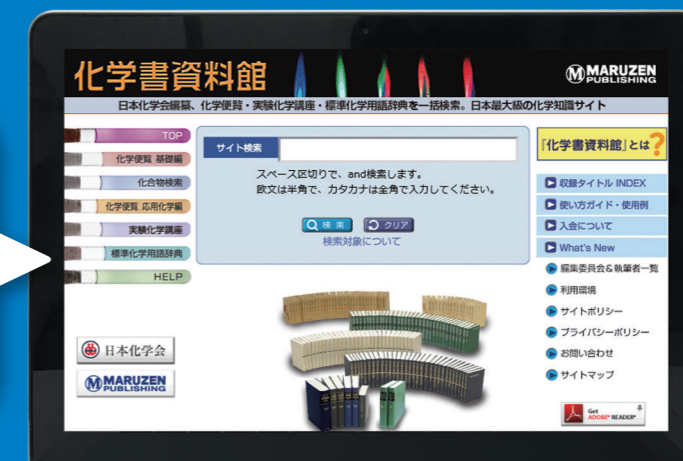 化学書資料館
MARUZEN
PUBLISHING
日本化学会編纂、化学便覧・実験化学講座・標準化学用語辞典を一括検索。日本最大級の化学知識サイト
TOP
化学便覧 基礎編
化合物検索
化学便覧 応用化学編
実験化学講座
標準化学用語辞典
HELP
日本化学会
MARUZEN
PUBLISHING
サイト検索
スペース区切りで、and検索します。
欧文は半角で、カタカナは全角で入力してください。
検 索
クリア
検索対象について
『化学書資料館』とは?
収録タイトル INDEX
使い方ガイド・使用例
入会について
What's New
編集委員会&執筆者一覧
利用環境
サイトポリシー
プライバシーポリシー
お問い合わせ
サイトマップ
Get
ADOBE® READER®